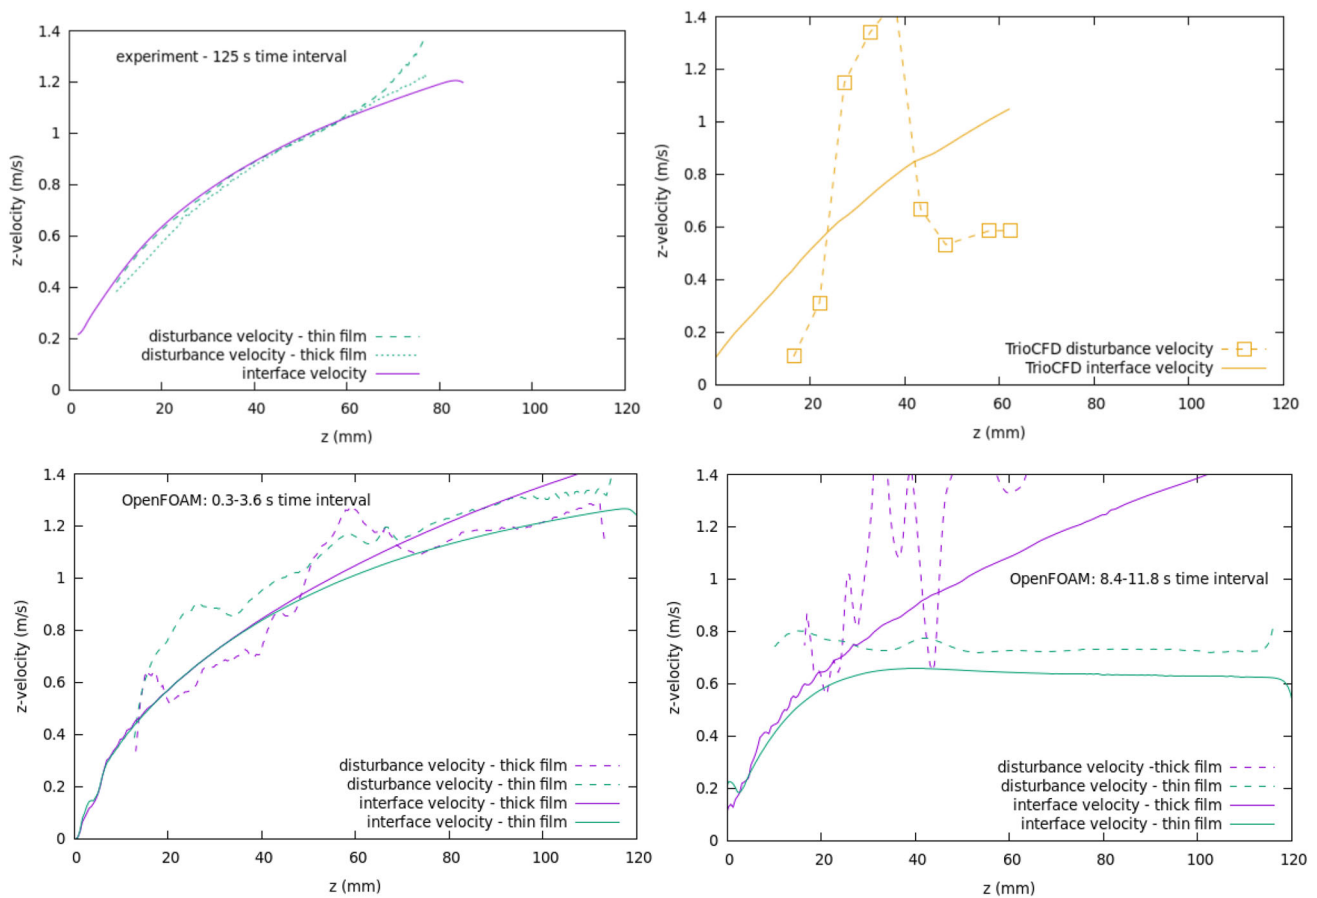 1.4
1.2
1
0.8
0.6
0.4
0.2
0
z-velocity (m/s)
experiment - 125 s time interval
disturbance velocity - thin film
disturbance velocity - thick film
interface velocity
0 20 40 60 80 100 120
z (mm)
1.4
1.2
1
0.8
0.6
0.4
0.2
0
z-velocity (m/s)
TrioCFD disturbance velocity
TrioCFD interface velocity
0 20 40 60 80 100 120
z (mm)
1.4
1.2
1
0.8
0.6
0.4
0.2
0
z-velocity (m/s)
OpenFOAM: 0.3-3.6 s time interval
disturbance velocity - thick film
disturbance velocity - thin film
interface velocity - thick film
interface velocity - thin film
0 20 40 60 80 100 120
z (mm)
1.4
1.2
1
0.8
0.6
0.4
0.2
0
z-velocity (m/s)
OpenFOAM: 8.4-11.8 s time interval
disturbance velocity -thick film
disturbance velocity - thin film
interface velocity - thick film
interface velocity - thin film
0 20 40 60 80 100 120
z (mm)